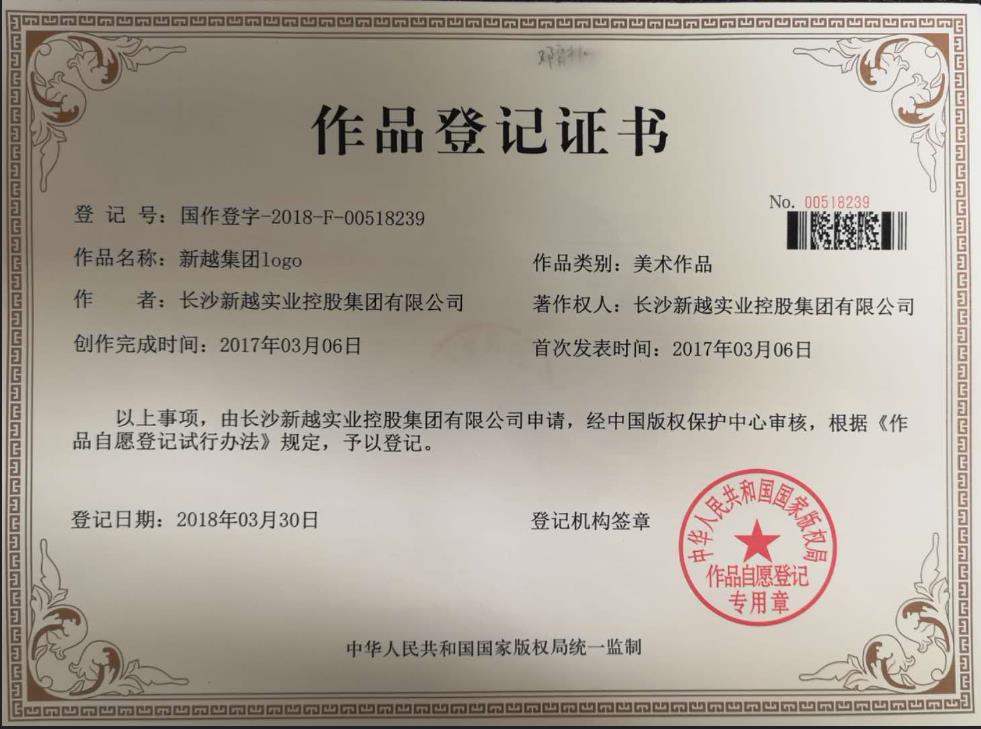 作品登记证书
No. 00518239
登 记 号：国作登字-2018-F-00518239
作品名称：新越集团logo
作品类别：美术作品
作 者：长沙新越实业控股集团有限公司
著作权人：长沙新越实业控股集团有限公司
创作完成时间：2017年03月06日
首次发表时间：2017年03月06日
以上事项，由长沙新越实业控股集团有限公司申请，经中国版权保护中心审核，根据《作
品自愿登记试行办法》规定，予以登记。
登记日期：2018年03月30日
登记机构签章
中华人民共和国国家版权局
作品自愿登记
专用章
中华人民共和国国家版权局统一监制